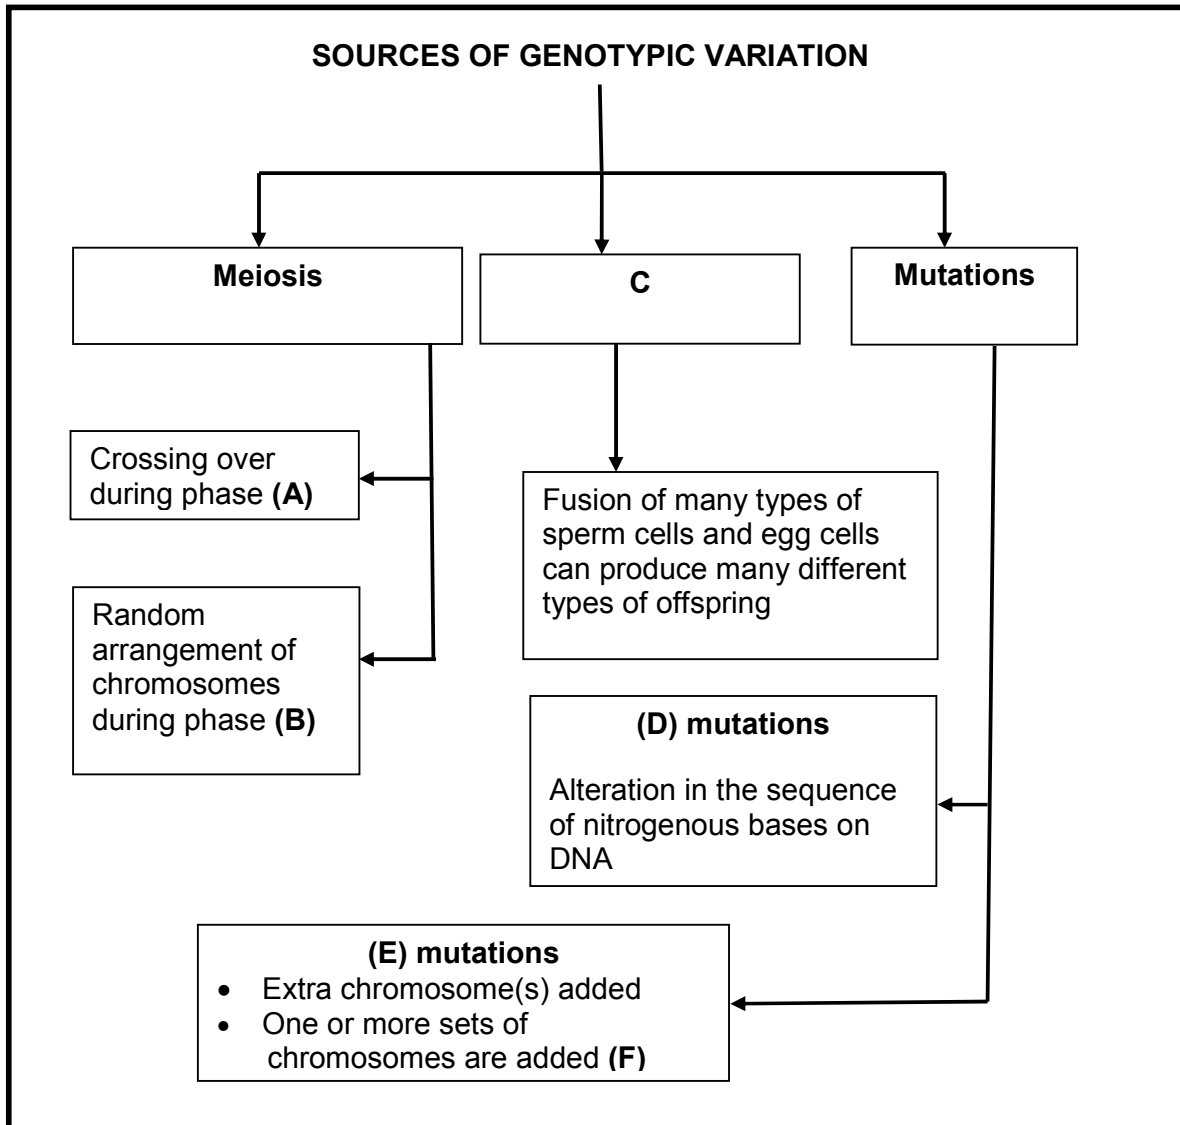 SOURCES OF GENOTYPIC VARIATION
Meiosis
C
Mutations
Crossing over
during phase (A)
Random
arrangement of
chromosomes
during phase (B)
Fusion of many types of
sperm cells and egg cells
can produce many different
types of offspring
(D) mutations
Alteration in the sequence
of nitrogenous bases on
DNA
(E) mutations
• Extra chromosome(s) added
• One or more sets of
chromosomes are added (F)